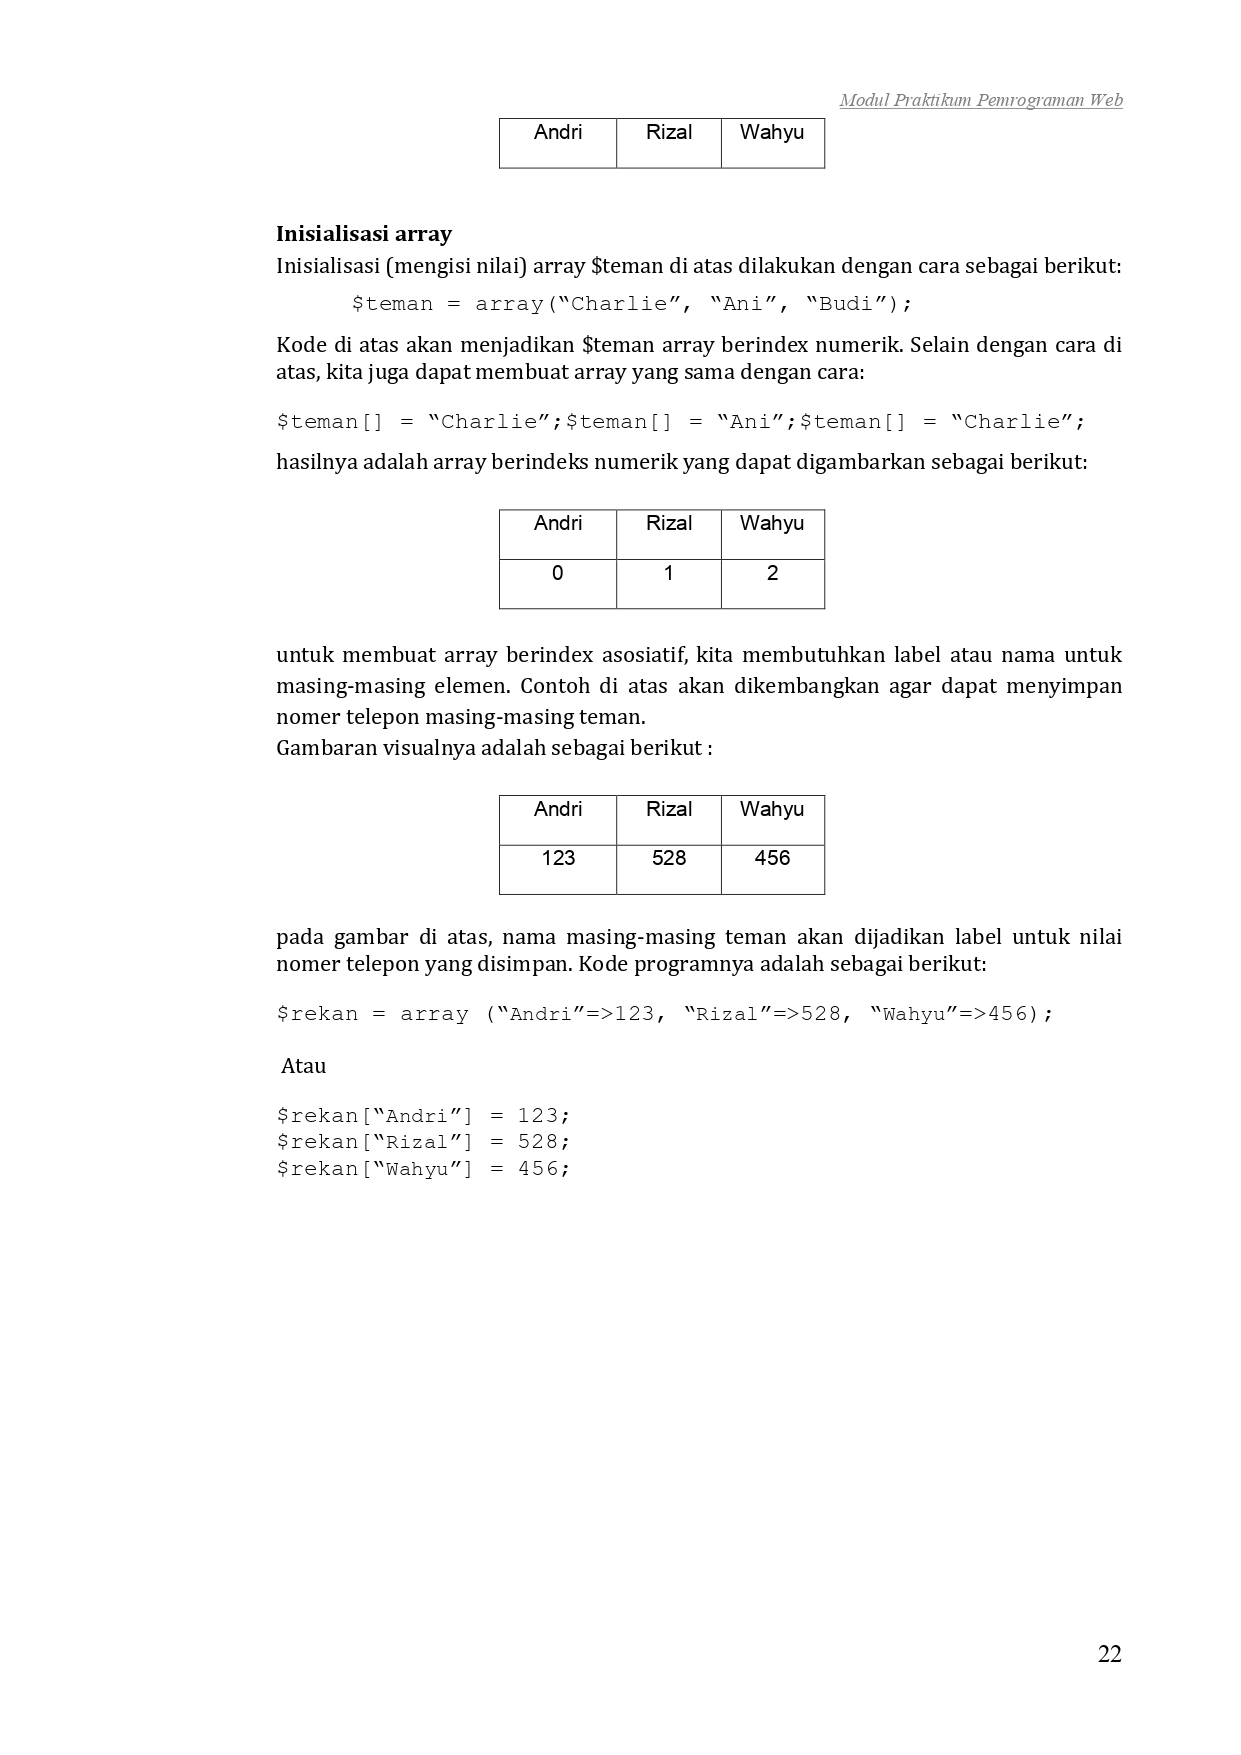 Modul Praktikum Pemrograman Web
Andri Rizal Wahyu
Inisialisasi array
Inisialisasi (mengisi nilai) array $teman di atas dilakukan dengan cara sebagai berikut:
$teman = array(“Charlie”, “Ani”, “Budi”);
Kode di atas akan menjadikan $teman array berindex numerik. Selain dengan cara di
atas, kita juga dapat membuat array yang sama dengan cara:
$teman[] = “Charlie”;$teman[] = “Ani”;$teman[] = “Charlie”;
hasilnya adalah array berindeks numerik yang dapat digambarkan sebagai berikut:
Andri Rizal Wahyu
0 1 2
untuk membuat array berindex asosiatif, kita membutuhkan label atau nama untuk
masing-masing elemen. Contoh di atas akan dikembangkan agar dapat menyimpan
nomer telepon masing-masing teman.
Gambaran visualnya adalah sebagai berikut :
Andri Rizal Wahyu
123 528 456
pada gambar di atas, nama masing-masing teman akan dijadikan label untuk nilai
nomer telepon yang disimpan. Kode programnya adalah sebagai berikut:
$rekan = array (“Andri”=>123, “Rizal”=>528, “Wahyu”=>456);
Atau
$rekan[“Andri”] = 123;
$rekan[“Rizal”] = 528;
$rekan[“Wahyu”] = 456;
22